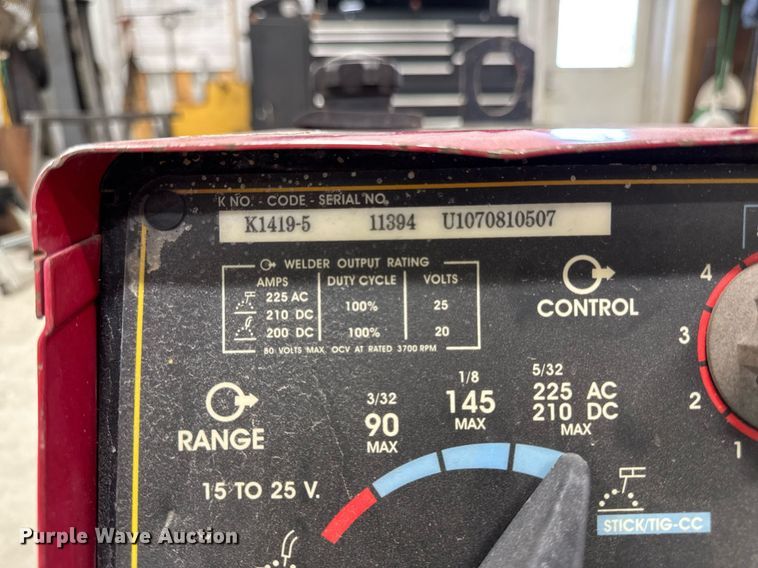 K NO. - CODE - SERIAL NO.
K1419-5 11394 U1070810507
WELDER OUTPUT RATING
AMPS DUTY CYCLE VOLTS
225 AC
210 DC 100% 25
200 DC 100% 20
80 VOLTS MAX. OCV AT RATED 3700 RPM
CONTROL
4
3
2
1
RANGE
3/32
90
MAX
1/8
145
MAX
5/32
225 AC
210 DC
MAX
15 TO 25 V.
STICK/TIG-CC
Purple Wave Auction